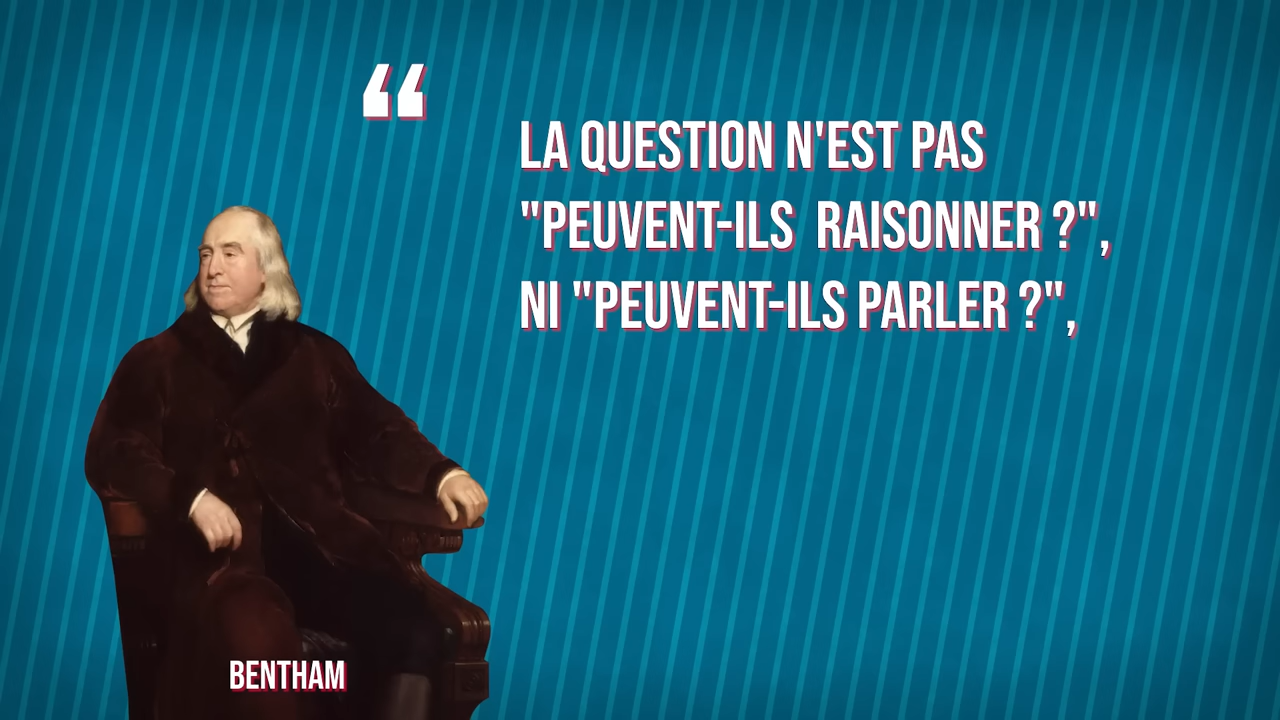 “
LA QUESTION N'EST PAS
"PEUVENT-ILS RAISONNER ?",
NI "PEUVENT-ILS PARLER ?",
BENTHAM